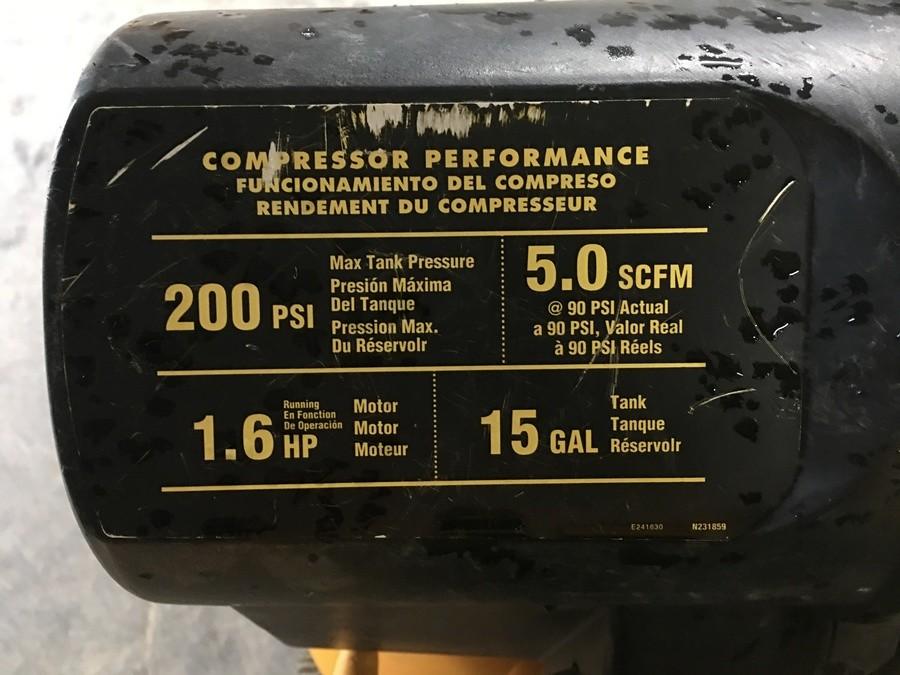 COMPRESSOR PERFORMANCE
FUNCIONAMIENTO DEL COMPRESO
RENDEMENT DU COMPRESSEUR
200 PSI
Max Tank Pressure
Presión Máxima
Del Tanque
Pression Max.
Du Réservoir
5.0 SCFM
@ 90 PSI Actual
a 90 PSI, Valor Real
à 90 PSI Réels
1.6 HP
Running
En Fonction
De Operación
Motor
Motor
Moteur
15 GAL
Tank
Tanque
Réservoir
E241630
N231859